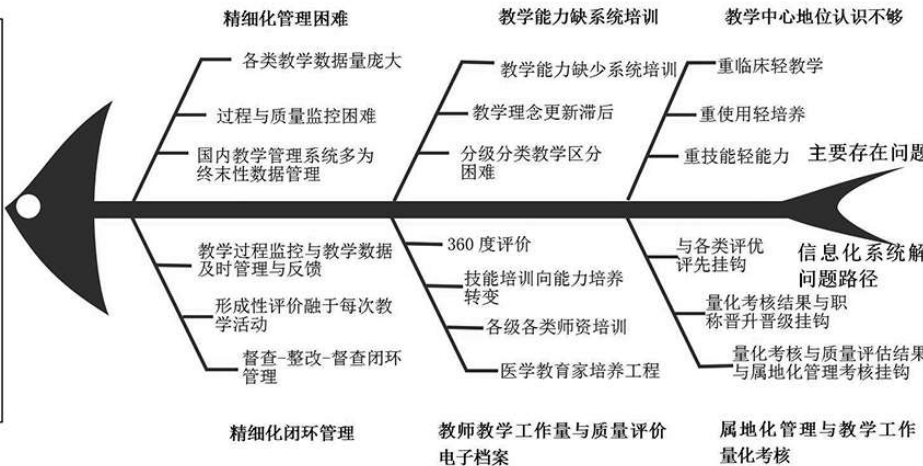 精细化管理困难
教学能力缺系统培训
教学中心地位认识不够
各类教学数据量庞大
过程与质量监控困难
国内教学管理系统多为
终末性数据管理
教学能力缺少系统培训
教学理念更新滞后
分级分类教学区分
困难
重临床轻教学
重使用轻培养
重技能轻能力
主要存在问题
教学过程监控与教学数据
及时管理与反馈
形成性评价融于每次教
学活动
督查-整改-督查闭环
管理
360 度评价
技能培训向能力培养
转变
各级各类师资培训
医学教育家培养工程
与各类评优
评先挂钩
量化考核结果与职
称晋升晋级挂钩
量化考核与质量评估结果
与属地化管理考核挂钩
信息化系统解
问题路径
精细化闭环管理
教师教学工作量与质量评价
电子档案
属地化管理与教学工作
量化考核